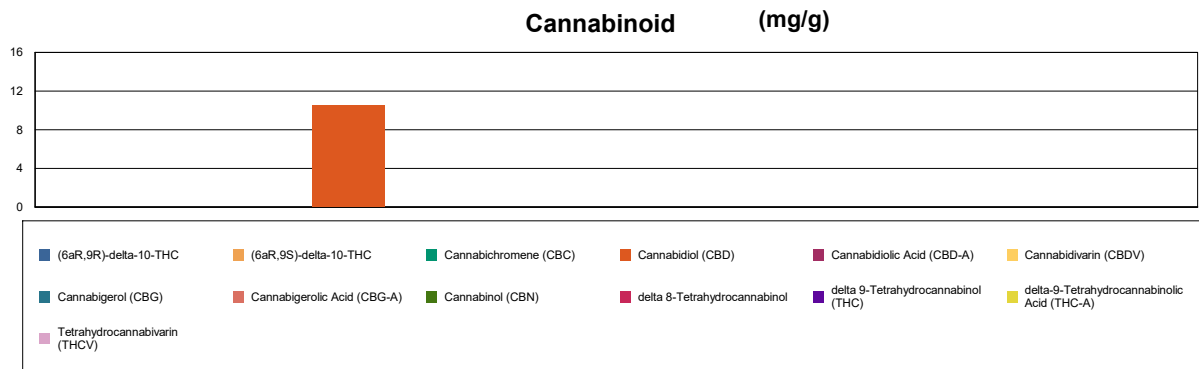 Cannabinoid (mg/g)
16
12
8
4
0
(6aR,9R)-delta-10-THC
(6aR,9S)-delta-10-THC
Cannabichromene (CBC)
Cannabidiol (CBD)
Cannabidiolic Acid (CBD-A)
Cannabidivarin (CBDV)
Cannabigerol (CBG)
Cannabigerolic Acid (CBG-A)
Cannabinol (CBN)
delta 8-Tetrahydrocannabinol
delta 9-Tetrahydrocannabinol
(THC)
delta-9-Tetrahydrocannabinolic
Acid (THC-A)
Tetrahydrocannabivarin
(THCV)